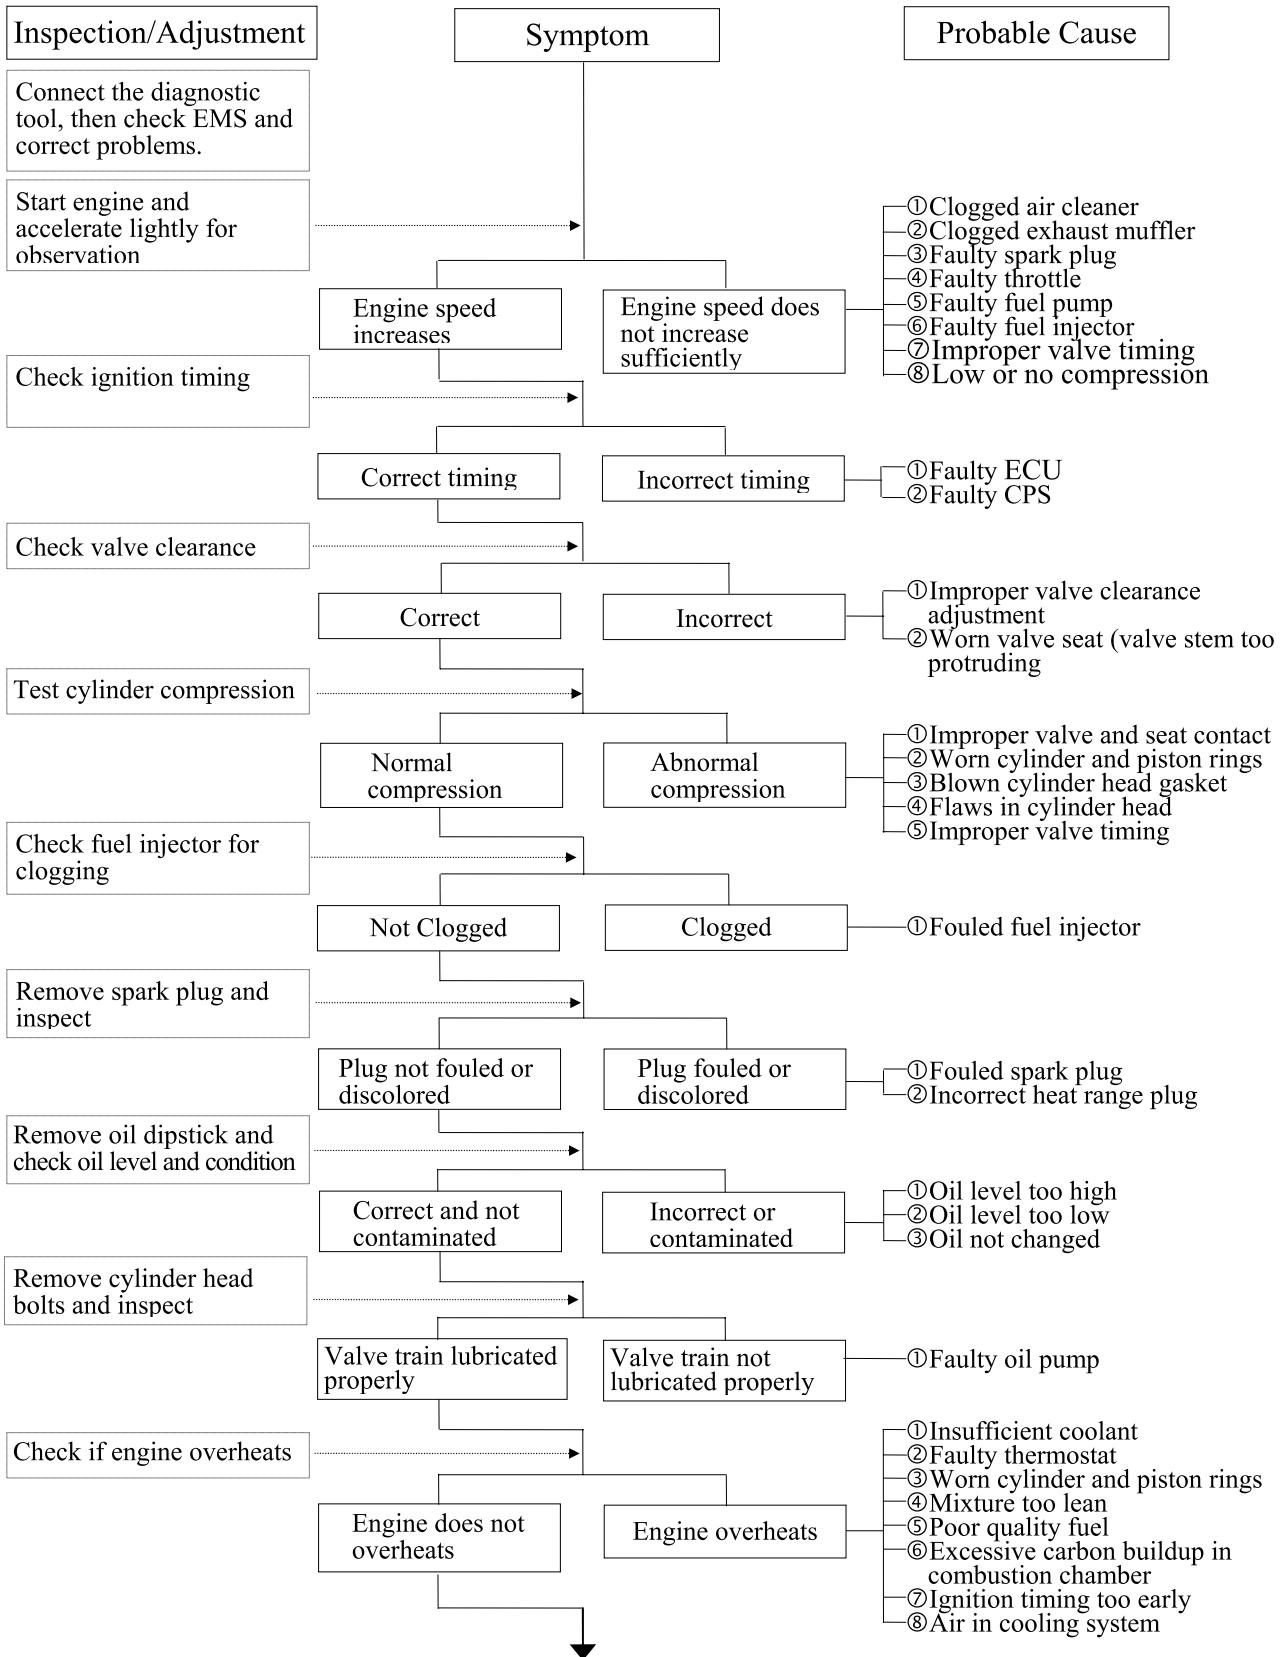 Inspection/Adjustment
Symptom
Probable Cause
Connect the diagnostic
tool, then check EMS and
correct problems.
Start engine and
accelerate lightly for
observation
①Clogged air cleaner
②Clogged exhaust muffler
③Faulty spark plug
④Faulty throttle
⑤Faulty fuel pump
⑥Faulty fuel injector
⑦Improper valve timing
⑧Low or no compression
Engine speed
increases
Engine speed does
not increase
sufficiently
Check ignition timing
Correct timing
Incorrect timing
①Faulty ECU
②Faulty CPS
Check valve clearance
Correct
Incorrect
①Improper valve clearance
adjustment
②Worn valve seat (valve stem too
protruding
Test cylinder compression
Normal
compression
Abnormal
compression
①Improper valve and seat contact
②Worn cylinder and piston rings
③Blown cylinder head gasket
④Flaws in cylinder head
⑤Improper valve timing
Check fuel injector for
clogging
Not Clogged
Clogged
①Fouled fuel injector
Remove spark plug and
inspect
Plug not fouled or
discolored
Plug fouled or
discolored
①Fouled spark plug
②Incorrect heat range plug
Remove oil dipstick and
check oil level and condition
Correct and not
contaminated
Incorrect or
contaminated
①Oil level too high
②Oil level too low
③Oil not changed
Remove cylinder head
bolts and inspect
Valve train lubricated
properly
Valve train not
lubricated properly
①Faulty oil pump
Check if engine overheats
Engine does not
overheats
Engine overheats
①Insufficient coolant
②Faulty thermostat
③Worn cylinder and piston rings
④Mixture too lean
⑤Poor quality fuel
⑥Excessive carbon buildup in
combustion chamber
⑦Ignition timing too early
⑧Air in cooling system